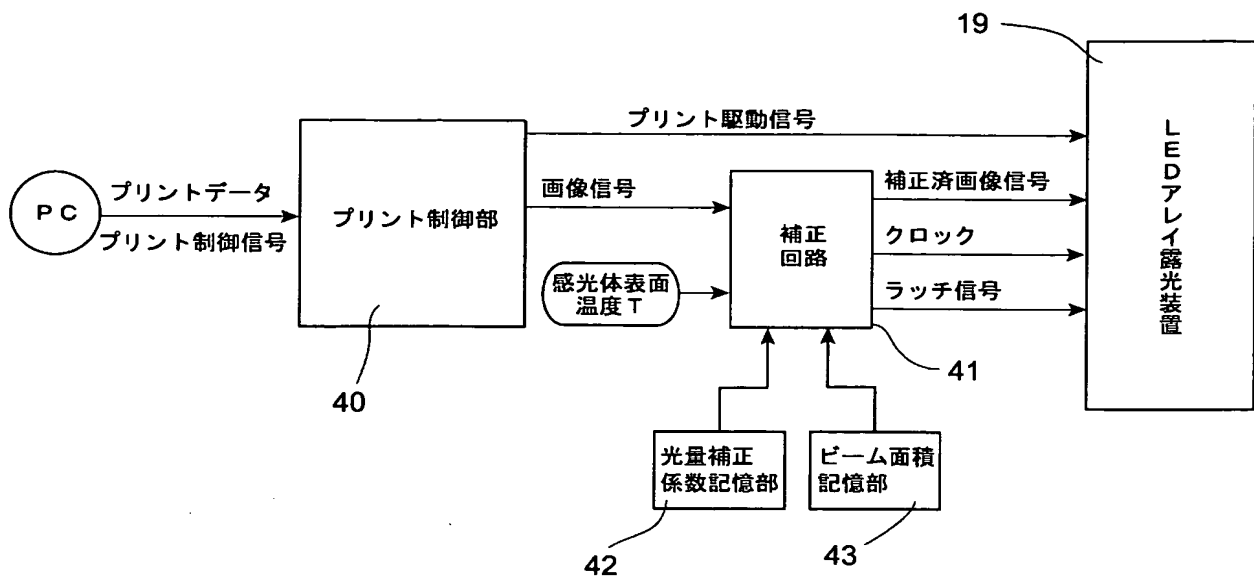 19
プリント駆動信号
PC
プリントデータ
プリント制御信号
プリント制御部
画像信号
感光体表面
温度T
補正
回路
補正済画像信号
クロック
ラッチ信号
LEDアレイ露光装置
40
41
光量補正
係数記憶部
ビーム面積
記憶部
42
43